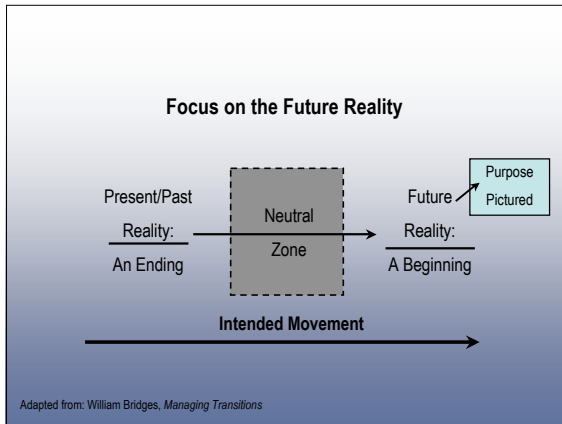 Focus on the Future Reality
Present/Past
Reality:
An Ending
Neutral
Zone
Future
Reality:
A Beginning
Purpose
Pictured
Intended Movement
Adapted from: William Bridges, Managing Transitions